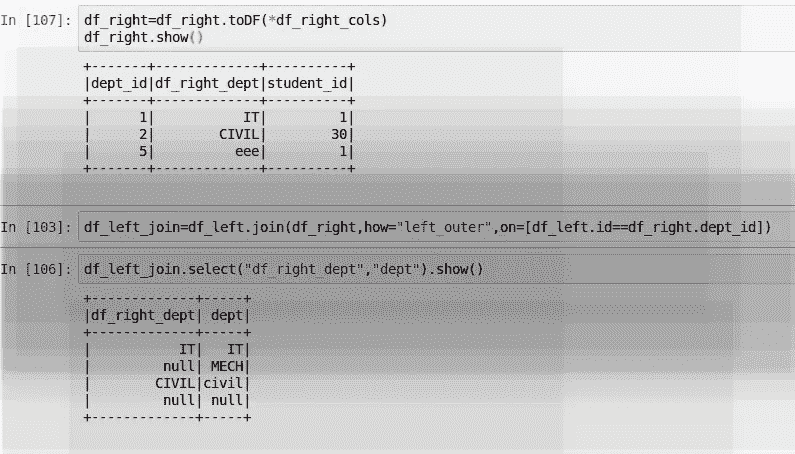 In [107]: df_right=df_right.toDF(*df_right_cols)
df_right.show()
+-------+-------------+----------+
|dept_id|df_right_dept|student_id|
+-------+-------------+----------+
|      1|           IT|         1|
|      2|        CIVIL|        30|
|      5|          eee|         1|
+-------+-------------+----------+
In [103]: df_left_join=df_left.join(df_right,how="left_outer",on=[df_left.id==df_right.dept_id])
In [106]: df_left_join.select("df_right_dept","dept").show()
+-------------+-----+
|df_right_dept| dept|
+-------------+-----+
|           IT|   IT|
|         null| MECH|
|        CIVIL|civil|
|         null| null|
+-------------+-----+